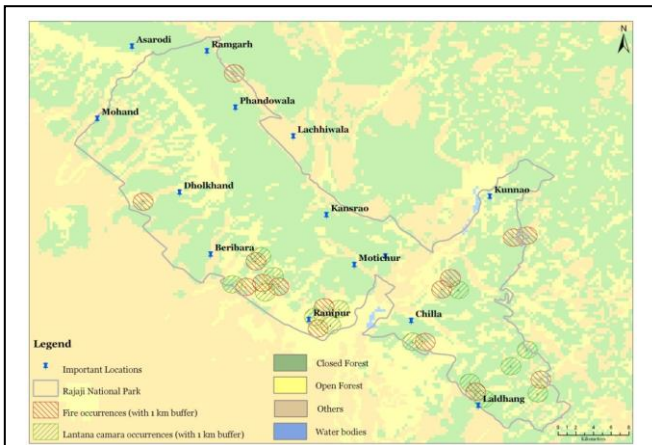 N
Asarodi
Ramgarh
Phandowala
Mohand
Lachhiwala
Dholkhand
Kunnao
Kansrao
Beribara
Motichur
Ranipur
Chilla
Laldhang
Legend
Important Locations
Rajaji National Park
Fire occurrences (with 1 km buffer)
Lantana camara occurrences (with 1 km buffer)
Closed Forest
Open Forest
Others
Water bodies
Kilometers